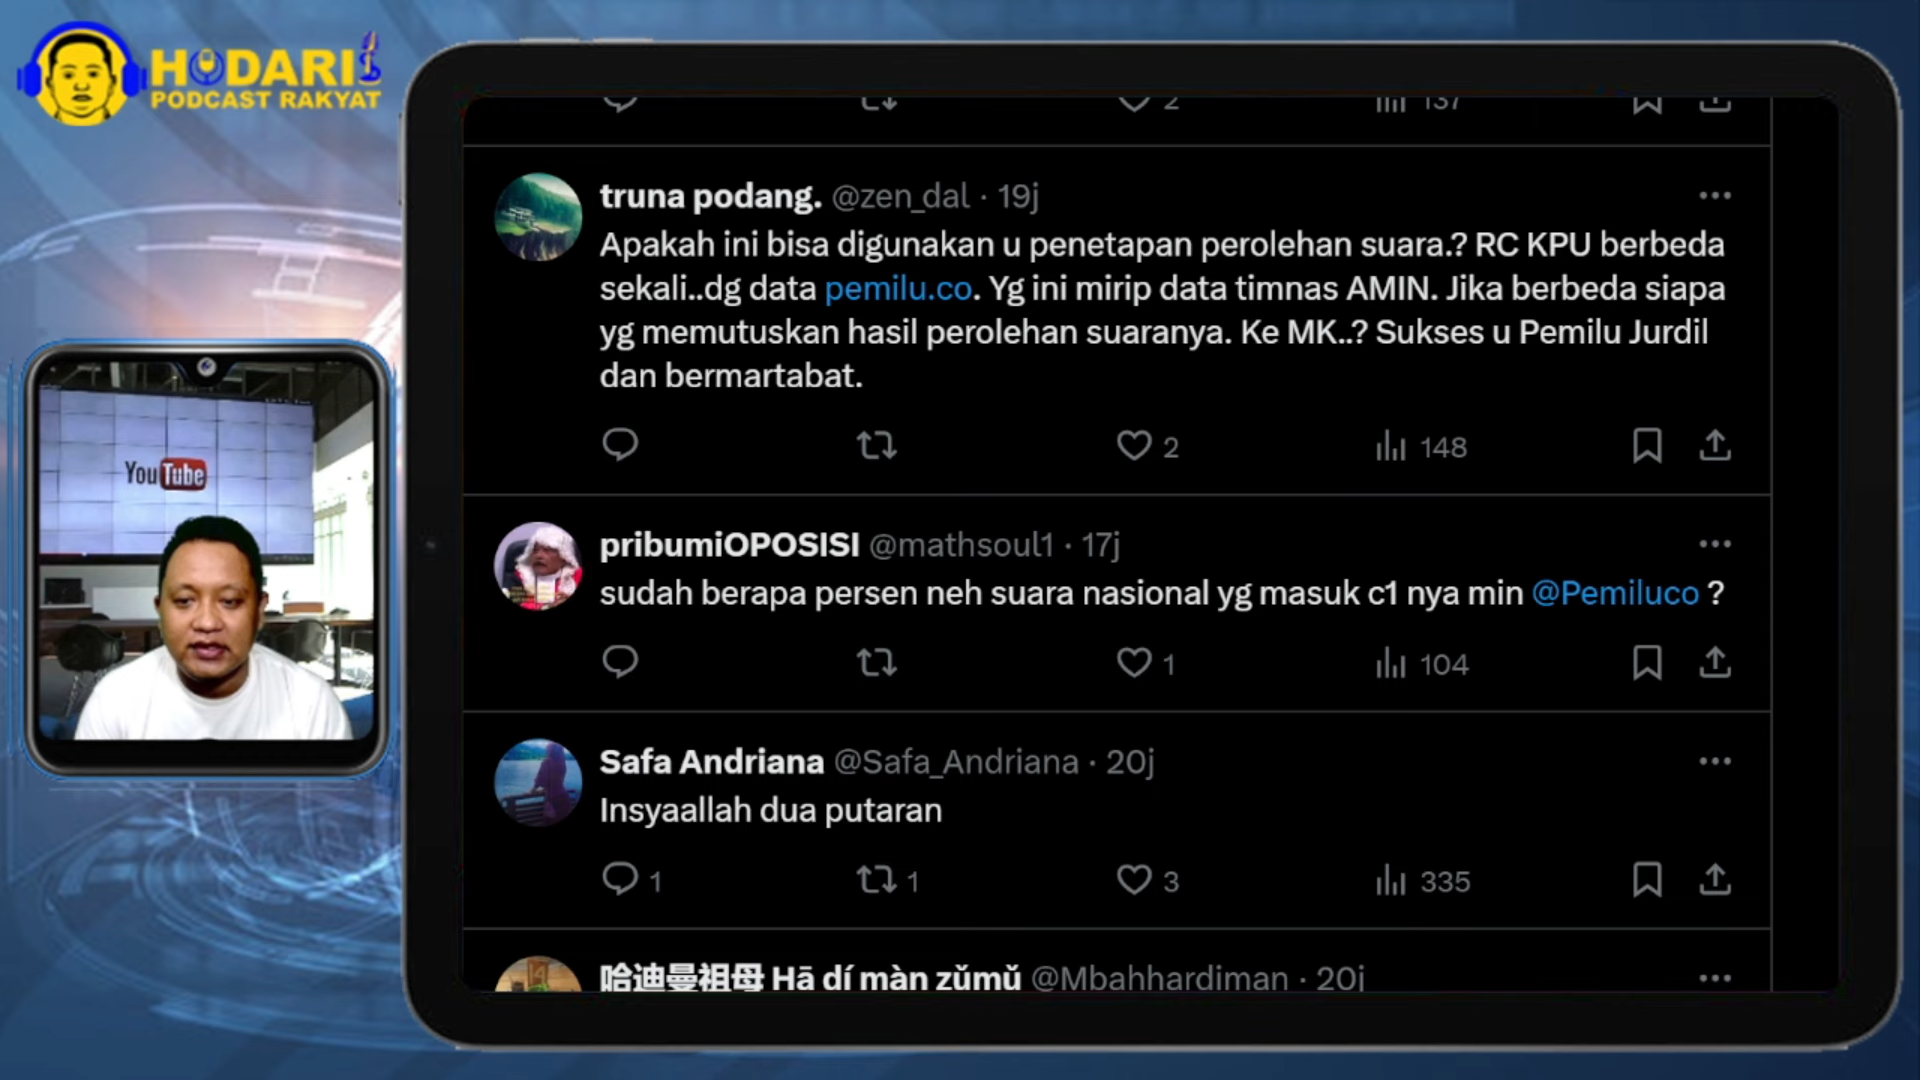 HODARI
PODCAST RAKYAT
YouTube
2
137
truna podang. @zen_dal · 19j
Apakah ini bisa digunakan u penetapan perolehan suara.? RC KPU berbeda
sekali..dg data pemilu.co. Yg ini mirip data timnas AMIN. Jika berbeda siapa
yg memutuskan hasil perolehan suaranya. Ke MK..? Sukses u Pemilu Jurdil
dan bermartabat.
2
148
pribumiOPOSISI @mathsoul1 · 17j
sudah berapa persen neh suara nasional yg masuk c1 nya min @Pemiluco ?
1
104
Safa Andriana @Safa_Andriana · 20j
Insyaallah dua putaran
1
1
3
335
哈迪曼祖母 Hā dí màn zǔmǔ @Mbahhardiman · 20j